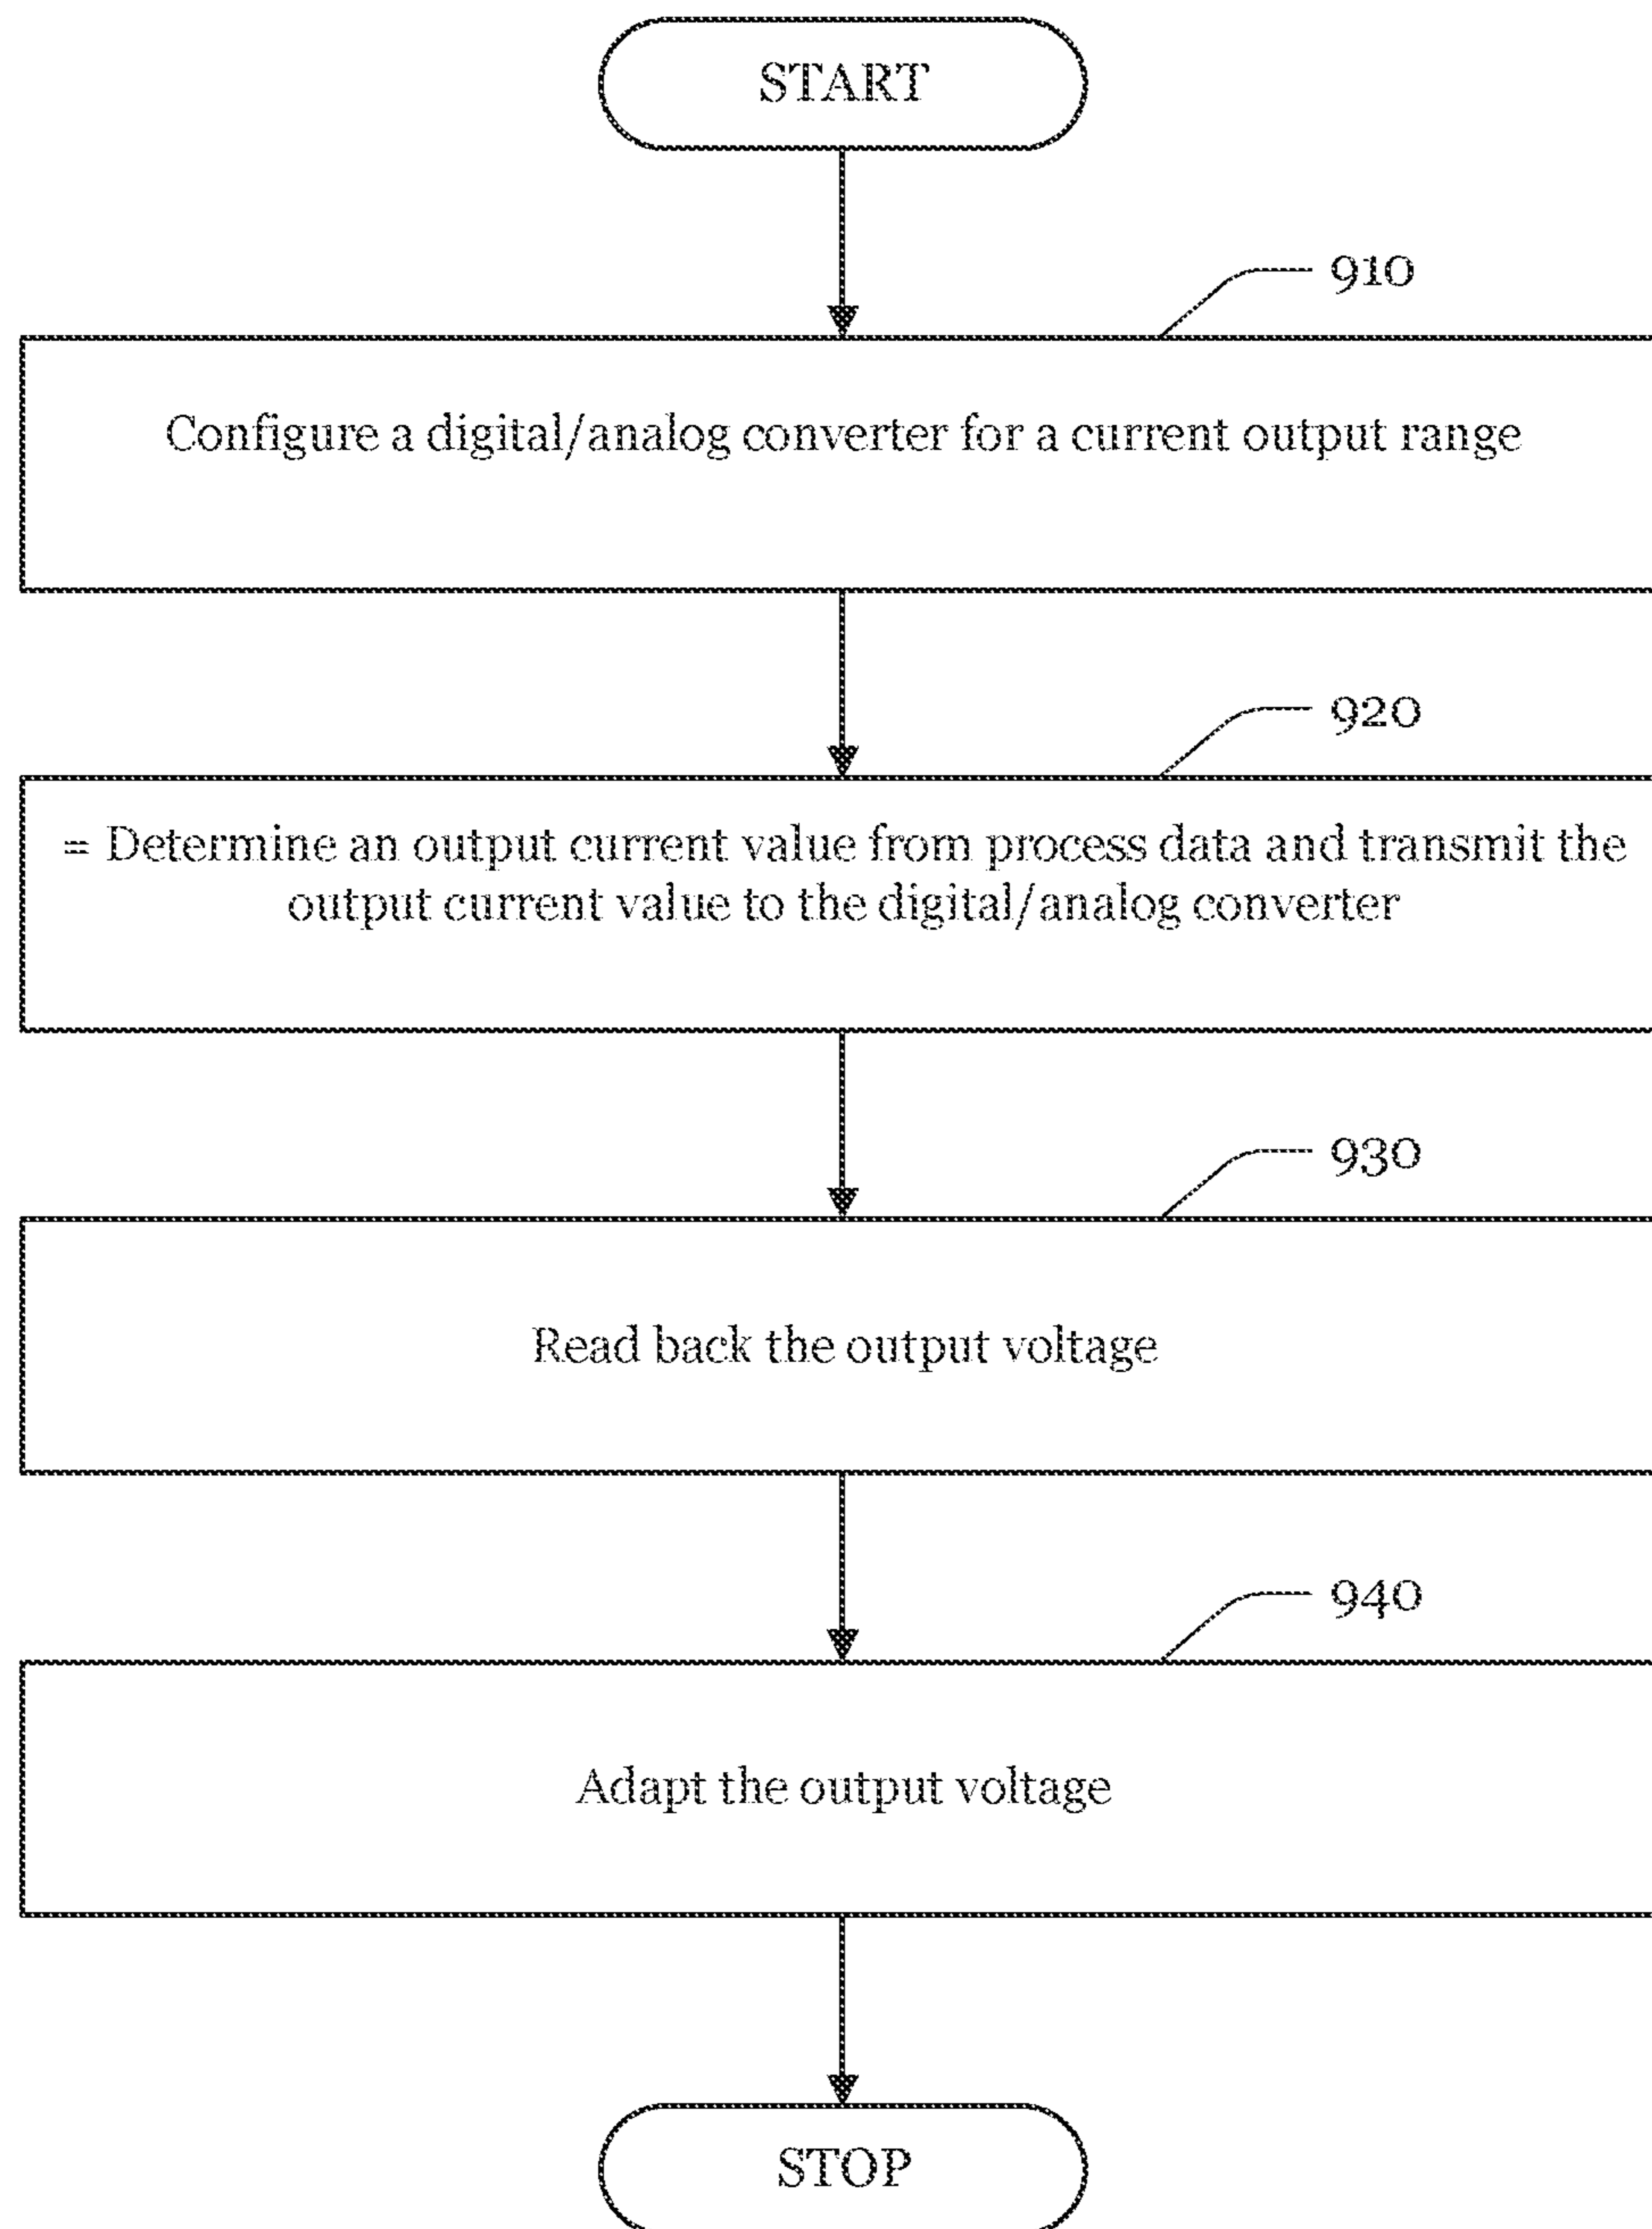 START
910
Configure a digital/analog converter for a current output range
920
= Determine an output current value from process data and transmit the
output current value to the digital/analog converter
930
Read back the output voltage
940
Adapt the output voltage
STOP